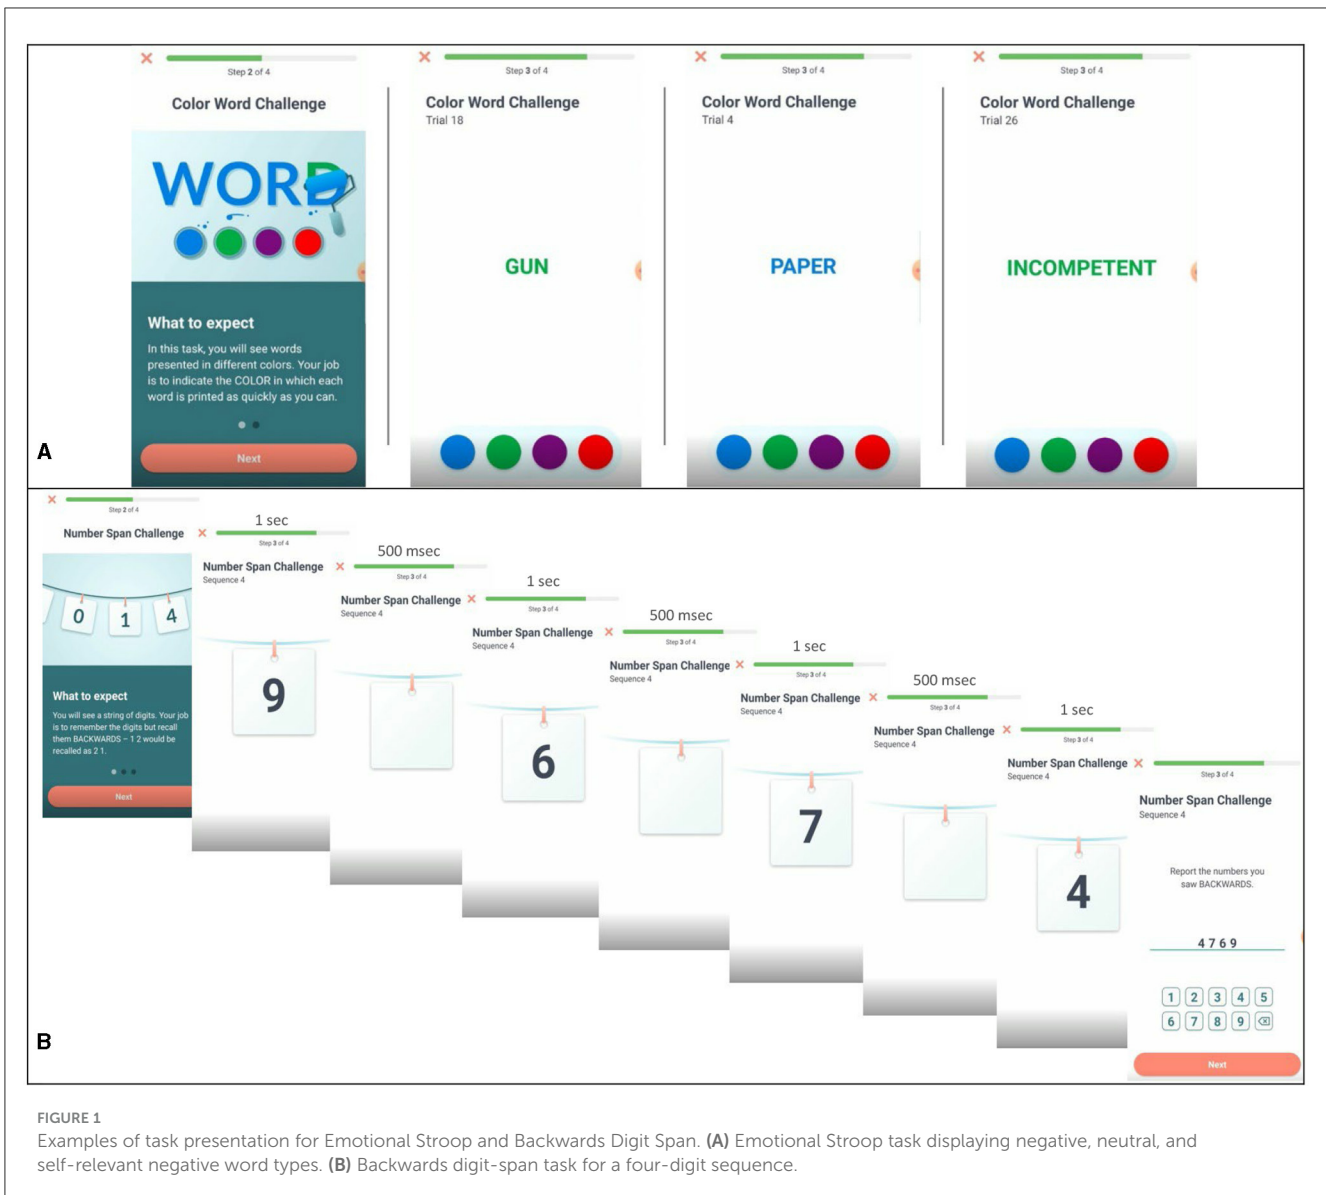 Step 2 of 4
Color Word Challenge
WORD
What to expect
In this task, you will see words
presented in different colors. Your job
is to indicate the COLOR in which each
word is printed as quickly as you can.
Next
Step 3 of 4
Color Word Challenge
Trial 18
GUN
Step 3 of 4
Color Word Challenge
Trial 4
PAPER
Step 3 of 4
Color Word Challenge
Trial 26
INCOMPETENT
A
Step 2 of 4
Number Span Challenge
0 1 4
What to expect
You will see a string of digits. Your job
is to remember the digits but recall
them BACKWARDS – 1 2 would be
recalled as 2 1.
Next
1 sec
Step 3 of 4
Number Span Challenge
Sequence 4
9
500 msec
Step 3 of 4
Number Span Challenge
Sequence 4
1 sec
Step 3 of 4
Number Span Challenge
Sequence 4
6
500 msec
Step 3 of 4
Number Span Challenge
Sequence 4
1 sec
Step 3 of 4
Number Span Challenge
Sequence 4
7
500 msec
Step 3 of 4
Number Span Challenge
Sequence 4
1 sec
Step 3 of 4
Number Span Challenge
Sequence 4
4
Step 3 of 4
Number Span Challenge
Sequence 4
Report the numbers you
saw BACKWARDS.
4 7 6 9
1 2 3 4 5
6 7 8 9
Next
B
FIGURE 1
Examples of task presentation for Emotional Stroop and Backwards Digit Span. (A) Emotional Stroop task displaying negative, neutral, and
self-relevant negative word types. (B) Backwards digit-span task for a four-digit sequence.